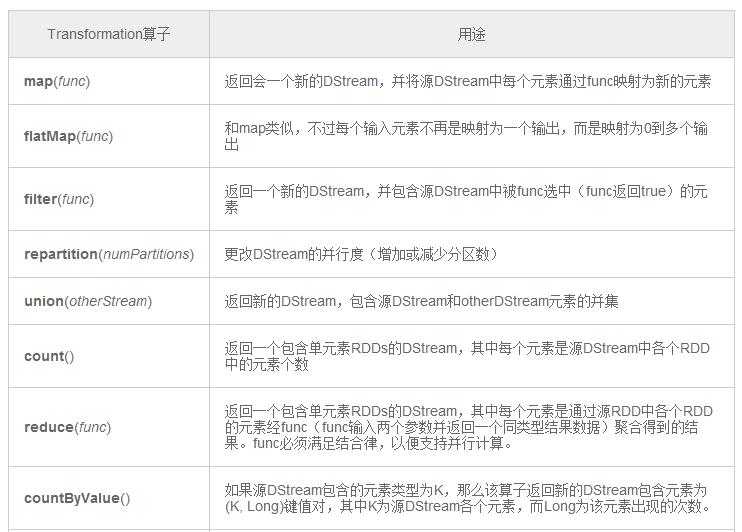 Transformation算子 用途
map(func) 返回会一个新的DStream，并将源DStream中每个元素通过func映射为新的元素
flatMap(func) 和map类似，不过每个输入元素不再是映射为一个输出，而是映射为0到多个输
出
filter(func) 返回一个新的DStream，并包含源DStream中被func选中（func返回true）的元
素
repartition(numPartitions) 更改DStream的并行度（增加或减少分区数）
union(otherStream) 返回新的DStream，包含源DStream和otherDStream元素的并集
count() 返回一个包含单元素RDDs的DStream，其中每个元素是源DStream中各个RDD
中的元素个数
reduce(func) 返回一个包含单元素RDDs的DStream，其中每个元素是通过源RDD中各个RDD
的元素经func（func输入两个参数并返回一个同类型结果数据）聚合得到的结
果。func必须满足结合律，以便支持并行计算。
countByValue() 如果源DStream包含的元素类型为K，那么该算子返回新的DStream包含元素为
(K, Long)键值对，其中K为源DStream各个元素，而Long为该元素出现的次数。